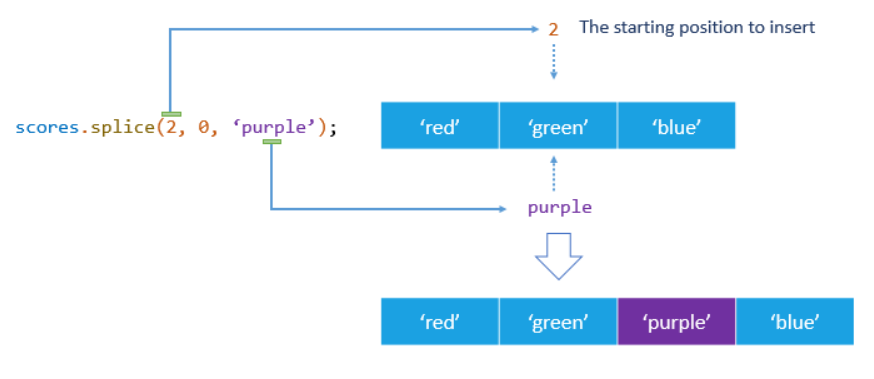 2 The starting position to insert
scores.splice(2, 0, ‘purple’);
‘red’ ‘green’ ‘blue’
purple
‘red’ ‘green’ ‘purple’ ‘blue’